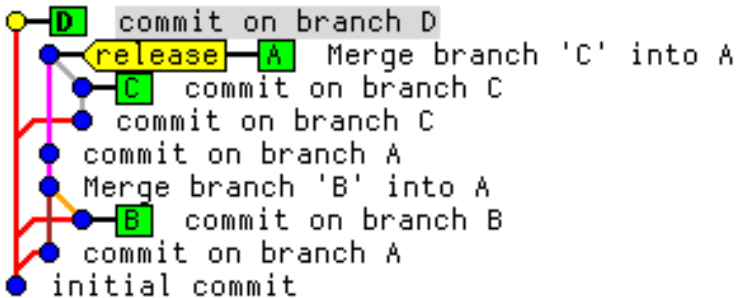 D commit on branch D
release A Merge branch 'C' into A
C commit on branch C
commit on branch C
commit on branch A
Merge branch 'B' into A
B commit on branch B
commit on branch A
initial commit